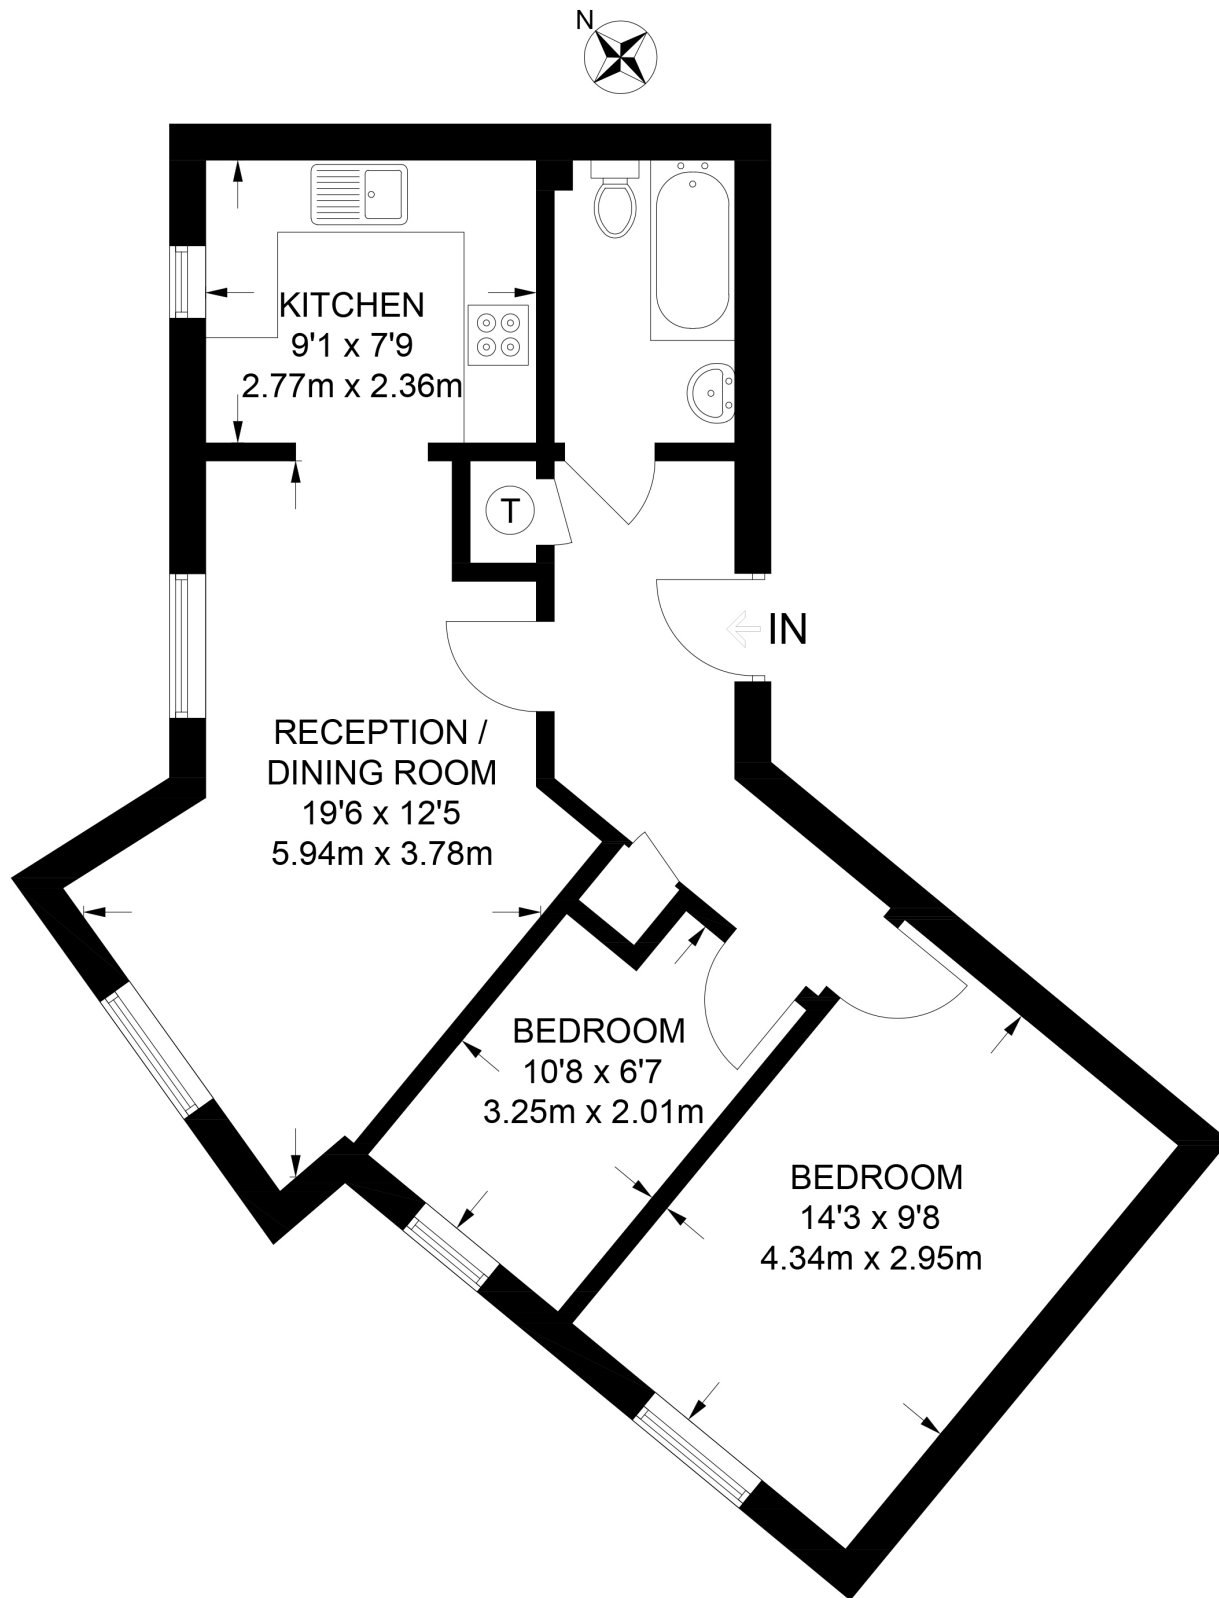 N
KITCHEN
9'1 x 7'9
2.77m x 2.36m
T
IN
RECEPTION /
DINING ROOM
19'6 x 12'5
5.94m x 3.78m
BEDROOM
10'8 x 6'7
3.25m x 2.01m
BEDROOM
14'3 x 9'8
4.34m x 2.95m